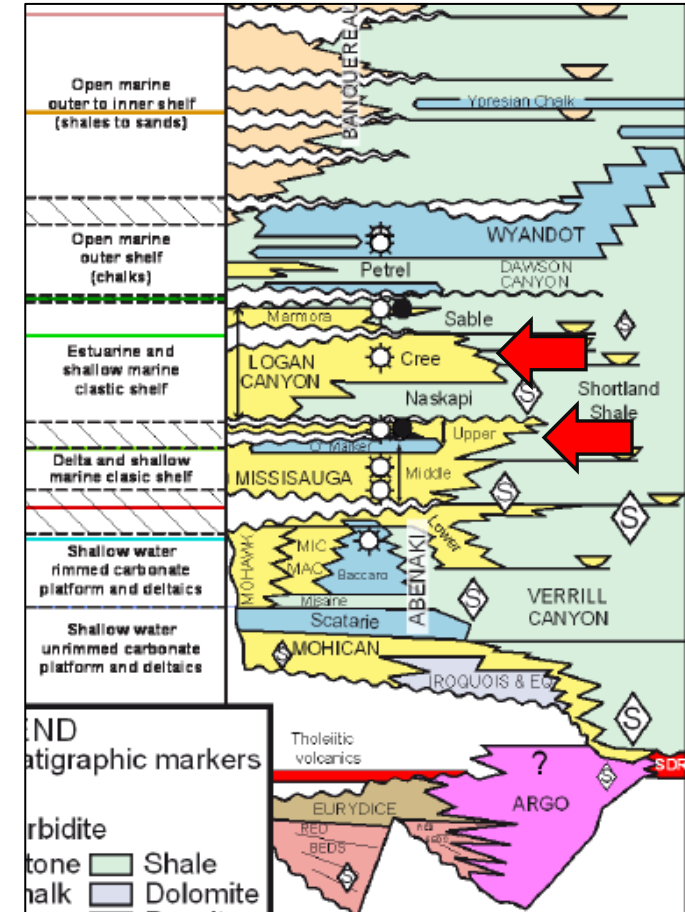 BANQUEREAU
Open marine
outer to inner shelf
(shales to sands)
Ypresian Chalk
WYANDOT
Open marine
outer shelf
(chalks)
Petrel
DAWSON
CANYON
Marmora
Sable
S
Estuarine and
shallow marine
clastic shelf
LOGAN
CANYON
Cree
Naskapi
S
Shortland
Shale
Upper
O Marker
Delta and shallow
marine clasic shelf
MISSISAUGA
Middle
S
S
Lower
Shallow water
rimmed carbonate
platform and deltaics
MOHAWK
MIC
MAC
Baccaro
ABENAKI
Misaine
S
VERRILL
CANYON
Scatarie
Shallow water
unrimmed carbonate
platform and deltaics
S
MOHICAN
IROQUOIS & EQ
S
END
atigraphic markers
Tholeiitic
volcanics
?
S
SDR
ARGO
EURYDICE
RED
BEDS
S
rbidite
tone
Shale
halk
Dolomite